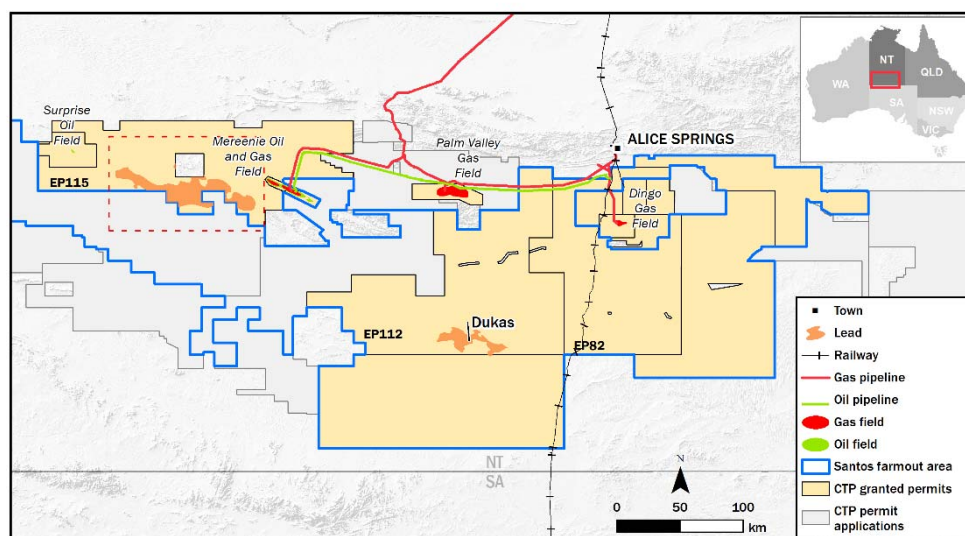 WA
NT
QLD
SA
NSW
VIC
Surprise
Oil
Field
Mereenie Oil
and Gas
Field
Palm Valley
Gas
Field
ALICE SPRINGS
Dingo
Gas
Field
EP115
Dukas
EP112
EP82
NT
SA
N
0 50 100
km
Town
Lead
Railway
Gas pipeline
Oil pipeline
Gas field
Oil field
Santos farmout area
CTP granted permits
CTP permit
applications